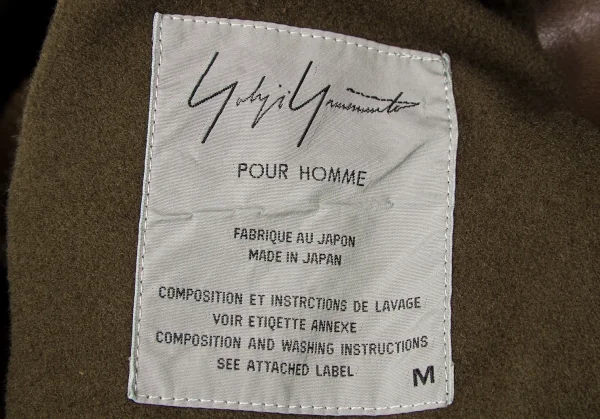 Yohji Yamamoto
POUR HOMME
FABRIQUE AU JAPON
MADE IN JAPAN
COMPOSITION ET INSTRCTIONS DE LAVAGE
VOIR ETIQETTE ANNEXE
COMPOSITION AND WASHING INSTRUCTIONS
SEE ATTACHED LABEL
M